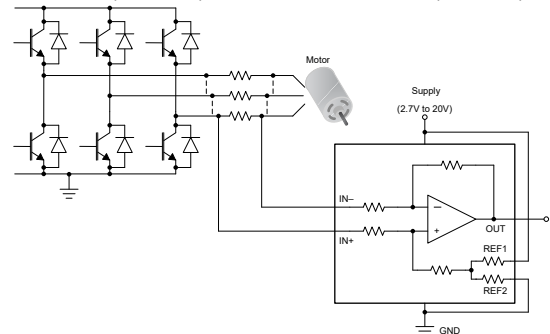 Motor
Supply
(2.7V to 20V)
IN–
IN+
–
+
OUT
REF1
REF2
GND